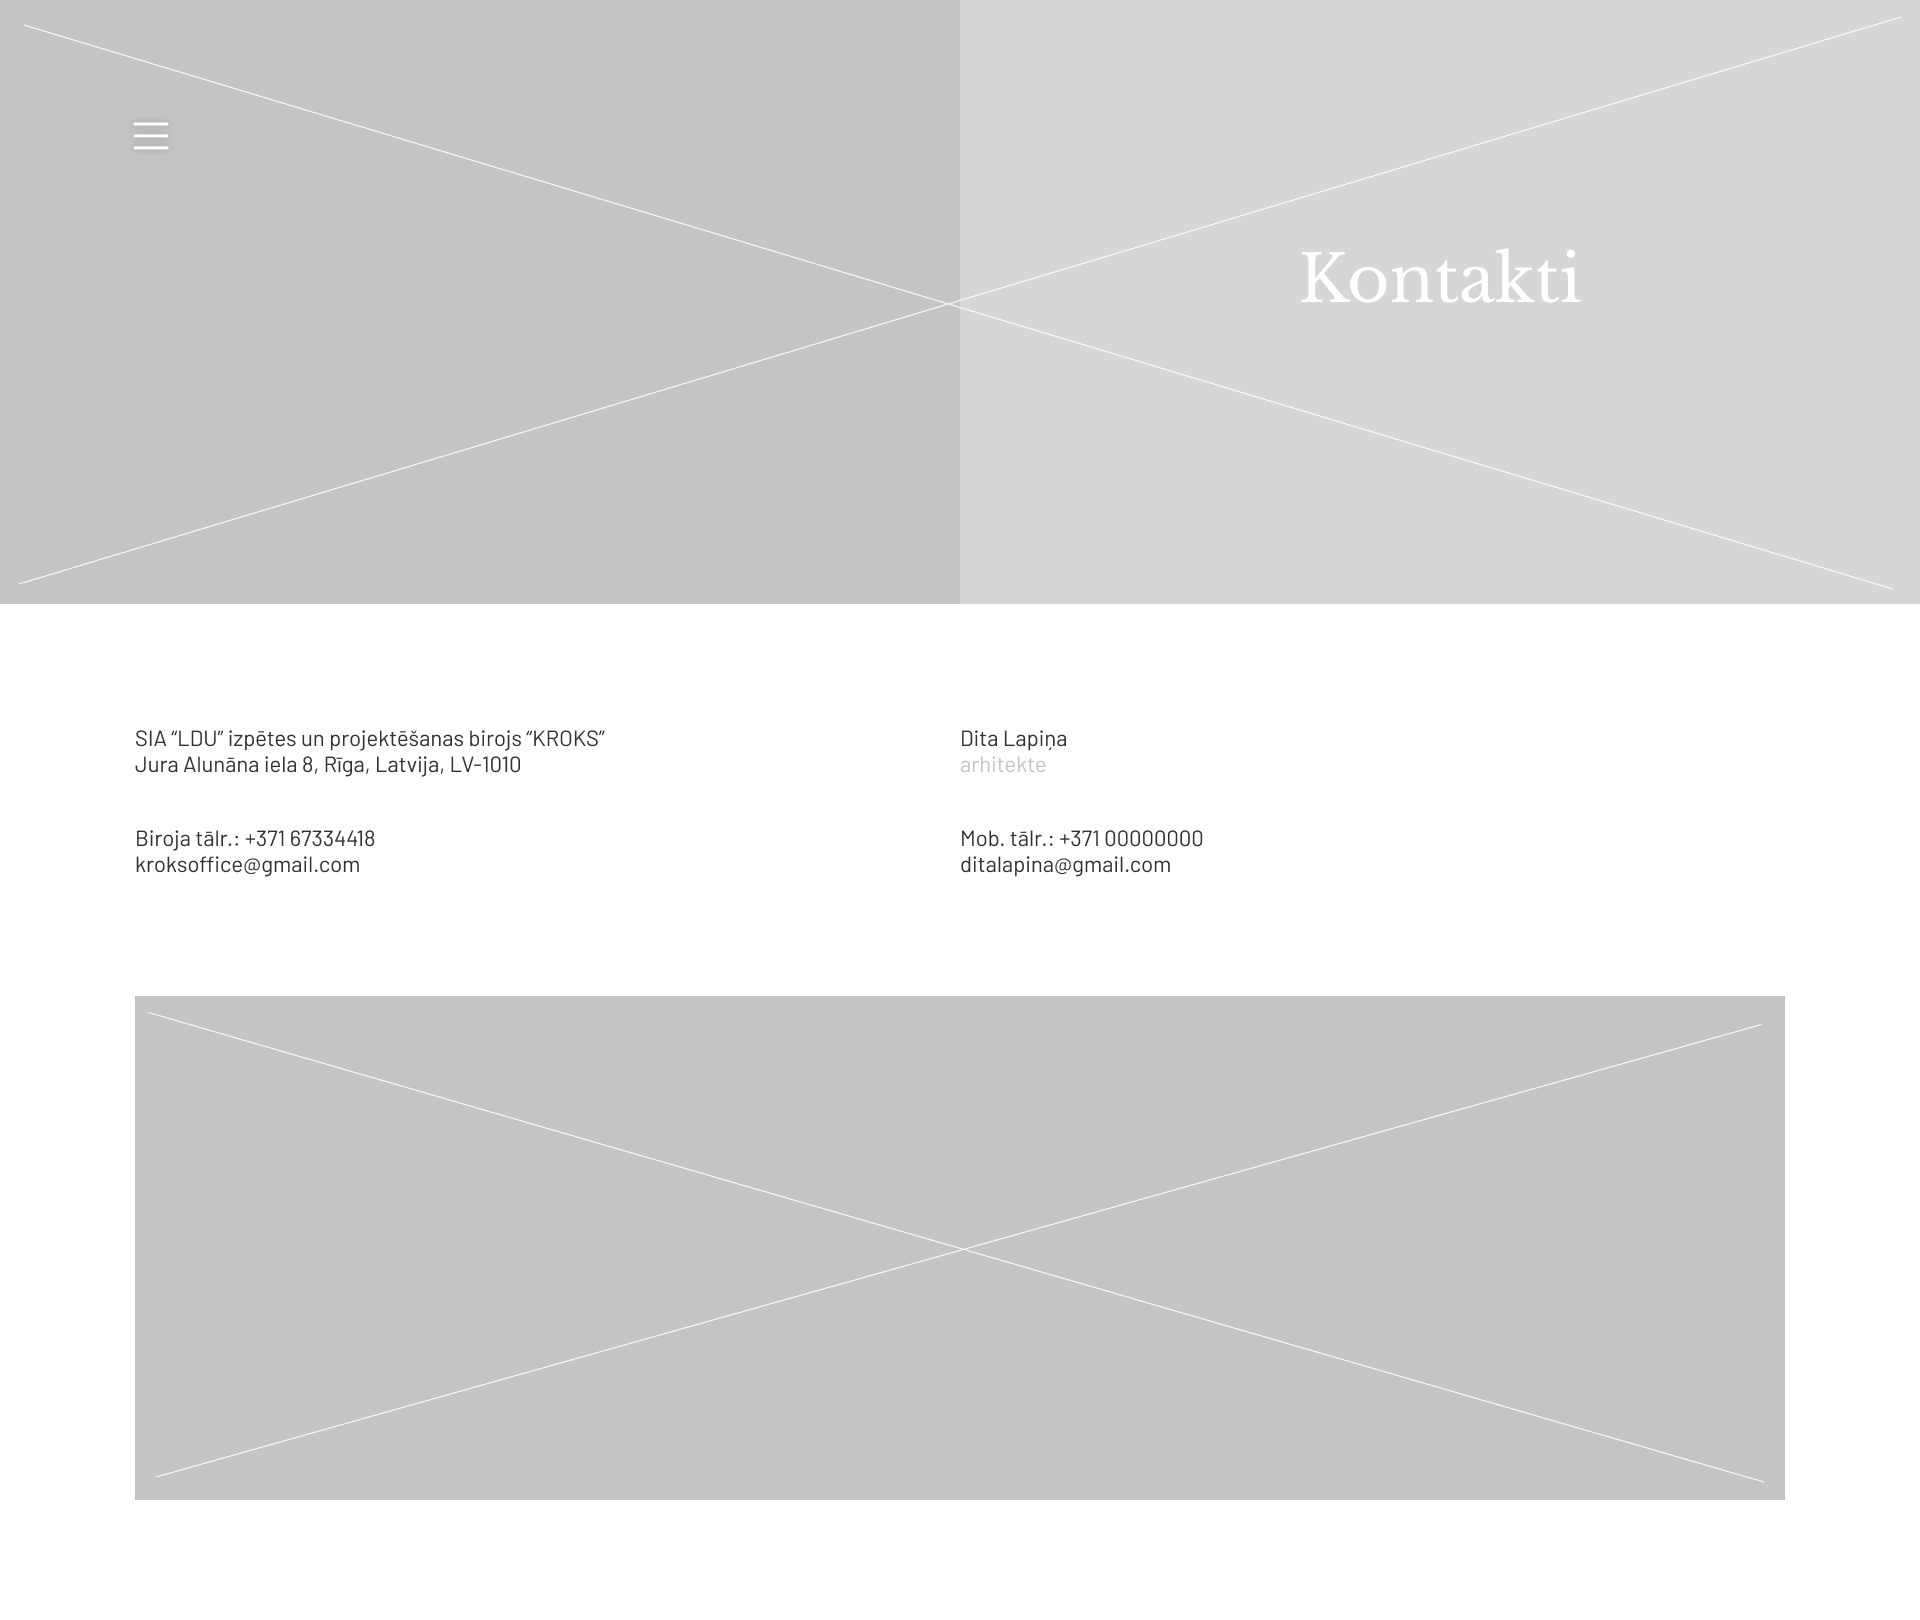 Kontakti
SIA “LDU” izpētes un projektēšanas birojs “KROKS”
Jura Alunāna iela 8, Rīga, Latvija, LV-1010
Biroja tālr.: +371 67334418
kroksoffice@gmail.com
Dita Lapiņa
arhitekte
Mob. tālr.: +371 00000000
ditalapina@gmail.com